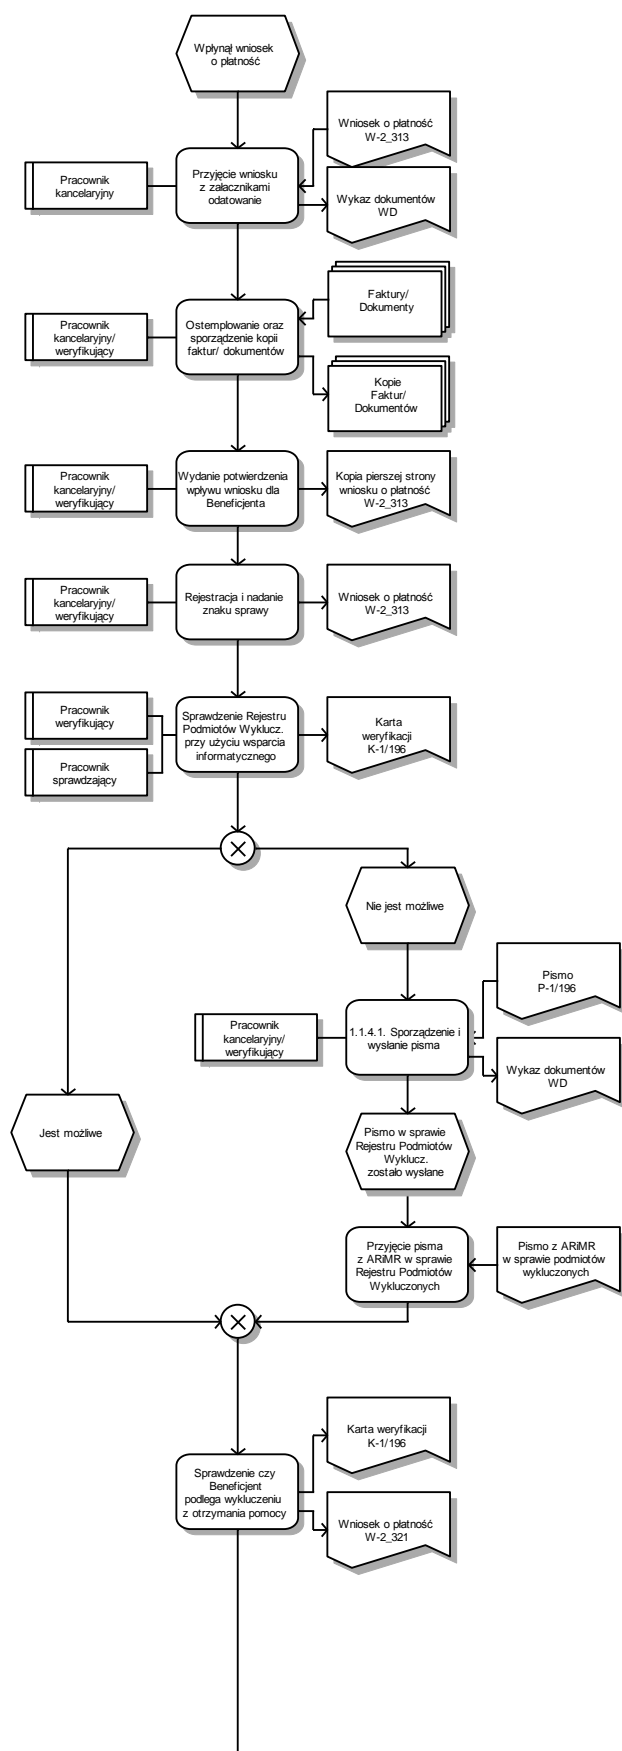 Wpłynął wniosek
o płatność
Wniosek o płatność
W-2_313
Pracownik
kancelaryjny
Przyjęcie wniosku
z załacznikami
odatowanie
Wykaz dokumentów
WD
Faktury/
Dokumenty
Pracownik
kancelaryjny/
weryfikujący
Ostemplowanie oraz
sporządzenie kopii
faktur/ dokumentów
Kopie
Faktur/
Dokumentów
Pracownik
kancelaryjny/
weryfikujący
Wydanie potwierdzenia
wpływu wniosku dla
Beneficjenta
Kopia pierszej strony
wniosku o płatność
W-2_313
Pracownik
kancelaryjny/
weryfikujący
Rejestracja i nadanie
znaku sprawy
Wniosek o płatność
W-2_313
Pracownik
weryfikujący
Pracownik
sprawdzający
Sprawdzenie Rejestru
Podmiotów Wyklucz.
przy użyciu wsparcia
informatycznego
Karta
weryfikacji
K-1/196
Nie jest możliwe
Pismo
P-1/196
Pracownik
kancelaryjny/
weryfikujący
1.1.4.1. Sporządzenie i
wysłanie pisma
Wykaz dokumentów
WD
Jest możliwe
Pismo w sprawie
Rejestru Podmiotów
Wyklucz.
zostało wysłane
Przyjęcie pisma
z ARiMR w sprawie
Rejestru Podmiotów
Wykluczonych
Pismo z ARiMR
w sprawie podmiotów
wykluczonych
Karta weryfikacji
K-1/196
Sprawdzenie czy
Beneficjent
podlega wykluczeniu
z otrzymania pomocy
Wniosek o płatność
W-2_321